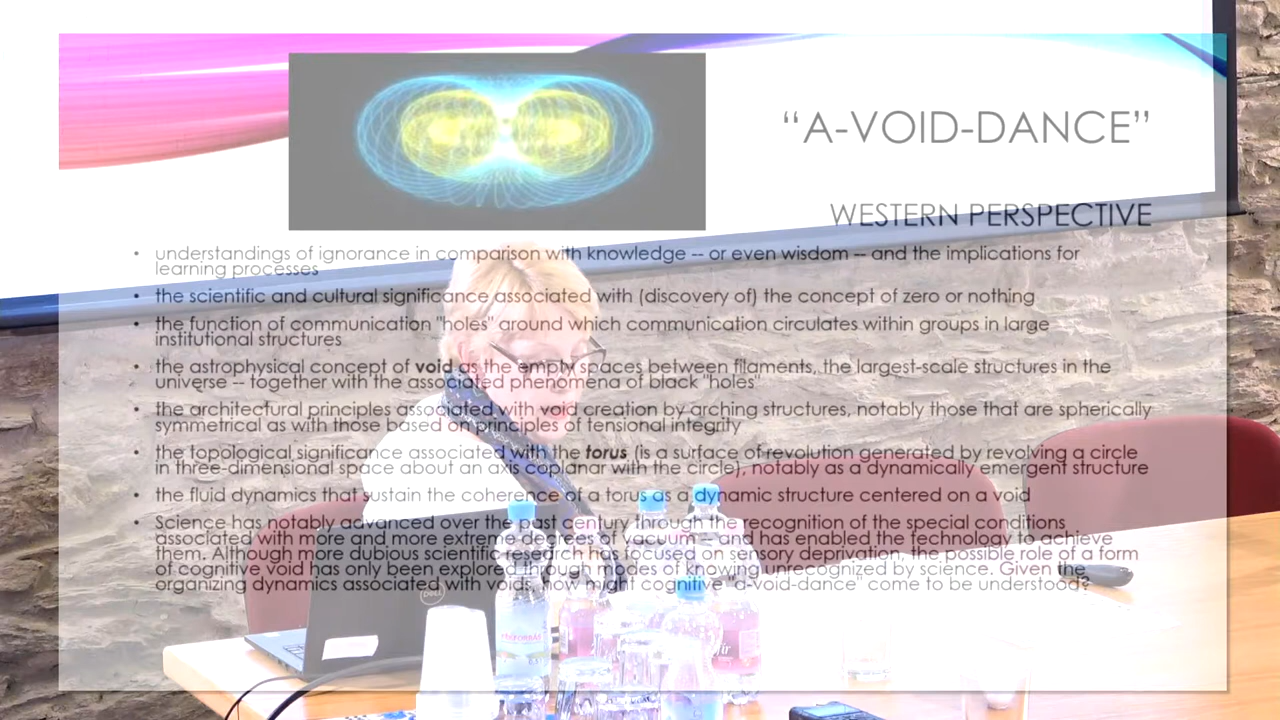 “A-VOID-DANCE”
WESTERN PERSPECTIVE
• understandings of ignorance in comparison with knowledge -- or even wisdom -- and the implications for
learning processes
• the scientific and cultural significance associated with (discovery of) the concept of zero or nothing
• the function of communication "holes" around which communication circulates within groups in large
institutional structures
• the astrophysical concept of void as the empty spaces between filaments, the largest-scale structures in the
universe -- together with the associated phenomena of black "holes"
• the architectural principles associated with void creation by arching structures, notably those that are spherically
symmetrical as with those based on principles of tensional integrity
• the topological significance associated with the torus (is a surface of revolution generated by revolving a circle
in three-dimensional space about an axis coplanar with the circle), notably as a dynamically emergent structure
• the fluid dynamics that sustain the coherence of a torus as a dynamic structure centered on a void
• Science has notably advanced over the past century through the recognition of the special conditions
associated with more and more extreme degrees of vacuum -- and has enabled the technology to achieve
them. Although more dubious scientific research has focused on sensory deprivation, the possible role of a form
of cognitive void has only been explored through modes of knowing unrecognized by science. Given the
organizing dynamics associated with voids, how might cognitive "a-void-dance" come to be understood?
DELL